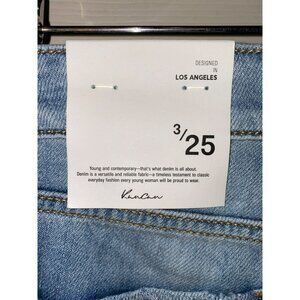 DESIGNED
IN
LOS ANGELES
3/25
Young and contemporary—that's what denim is all about.
Denim is a versatile and reliable fabric—a timeless testament to classic
everyday fashion every young woman will be proud to wear.
KanCan